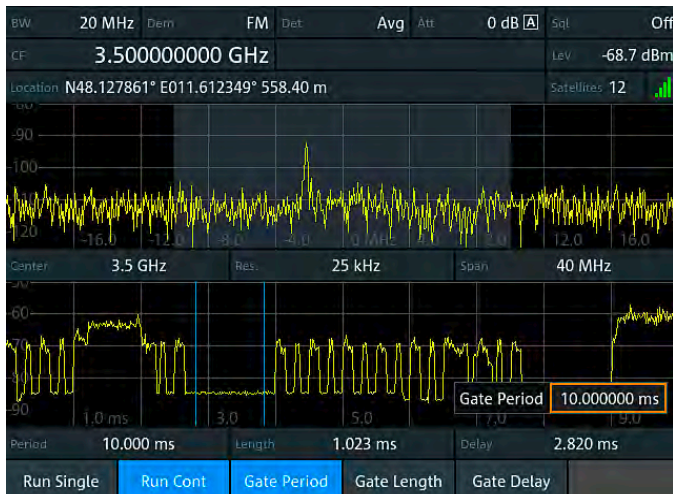 BW 20 MHz Dem FM Det Avg Att 0 dB A Sql Off
CF 3.500000000 GHz Lev -68.7 dBm
Location N48.127861° E011.612349° 558.40 m Satellites 12
-90
-100
-120
-16.0 -12.0 -8.0 -4.0 0 MHz 12.0 16.0
Center 3.5 GHz Res. 25 kHz Span 40 MHz
-60
-90
Gate Period 10.000000 ms
1.0 ms 3.0 5.0 7.0 9.0
Period 10.000 ms Length 1.023 ms Delay 2.820 ms
Run Single Run Cont Gate Period Gate Length Gate Delay